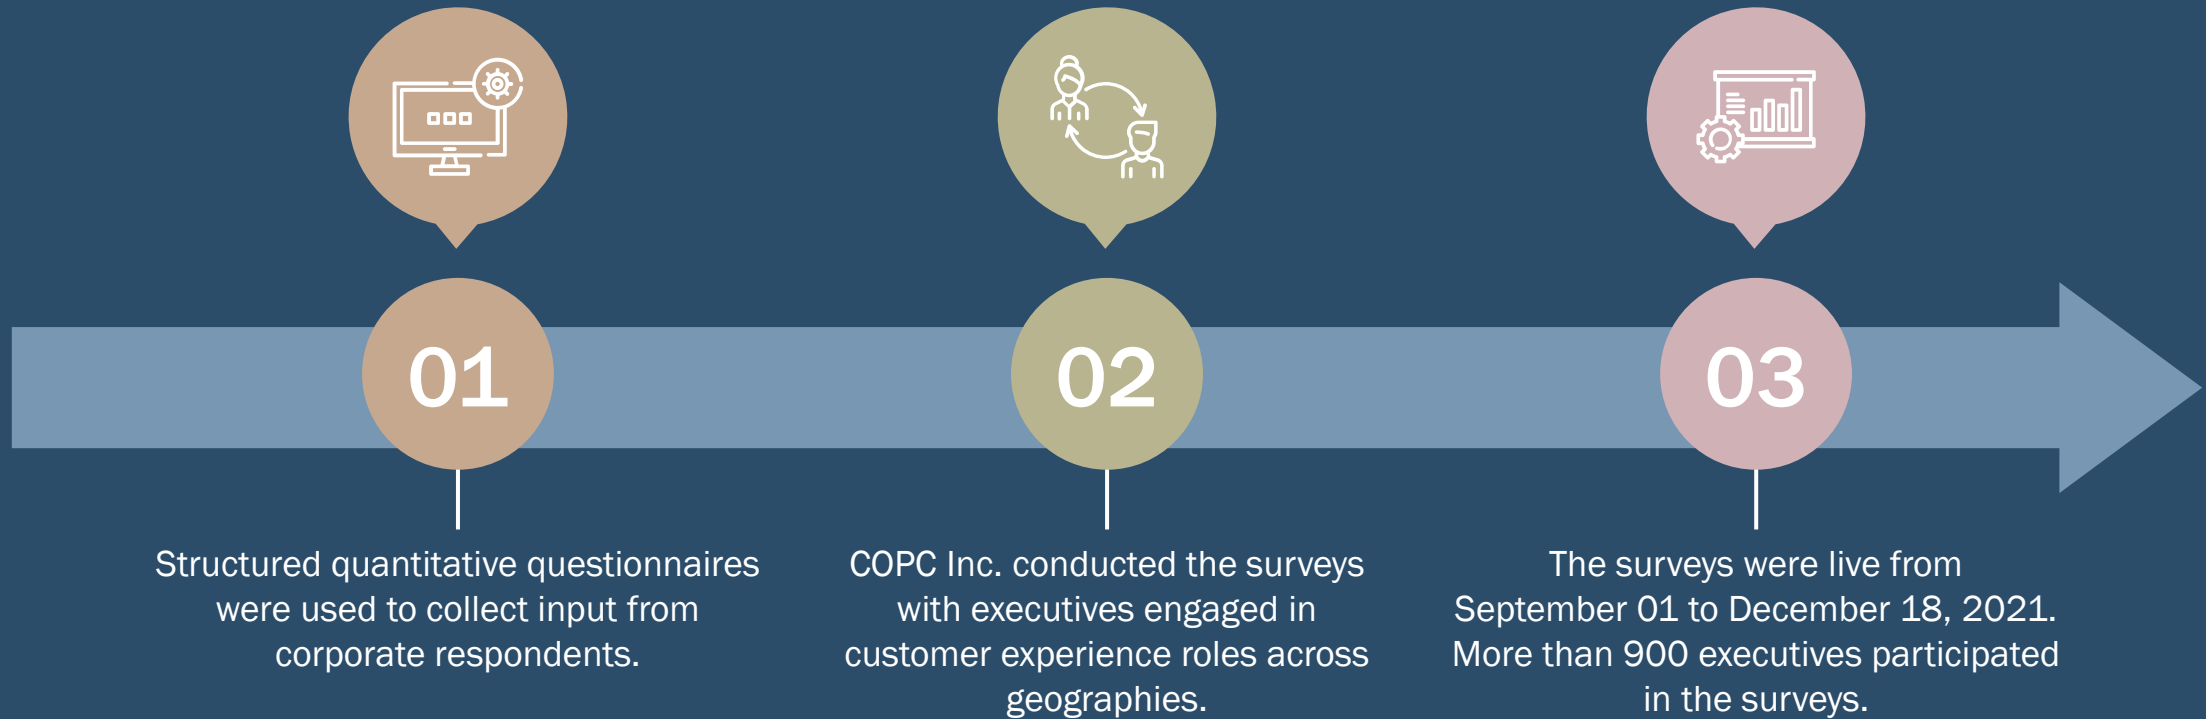 01
Structured quantitative questionnaires
were used to collect input from
corporate respondents.
02
COPC Inc. conducted the surveys
with executives engaged in
customer experience roles across
geographies.
03
The surveys were live from
September 01 to December 18, 2021.
More than 900 executives participated
in the surveys.